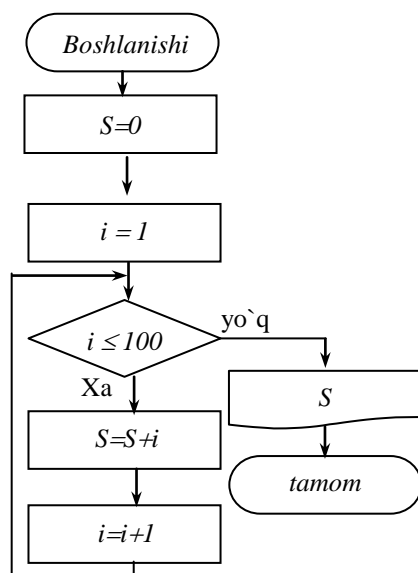 Boshlanishi
S=0
i = 1
i ≤ 100
yo`q
Xa
S
S=S+i
tamom
i=i+1